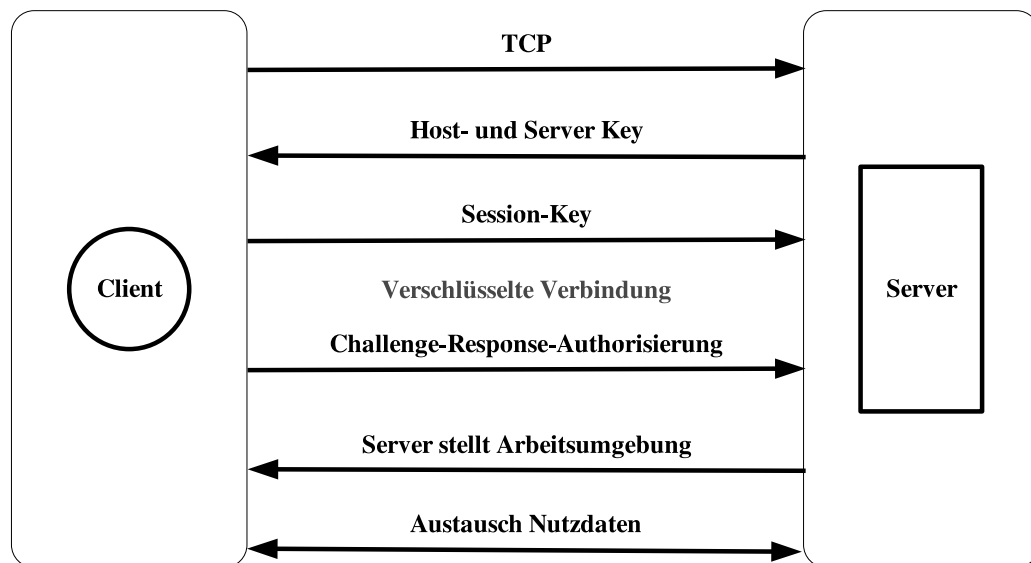 TCP
Host- und Server Key
Session-Key
Client
Verschlüsselte Verbindung
Server
Challenge-Response-Authorisierung
Server stellt Arbeitsumgebung
Austausch Nutzdaten